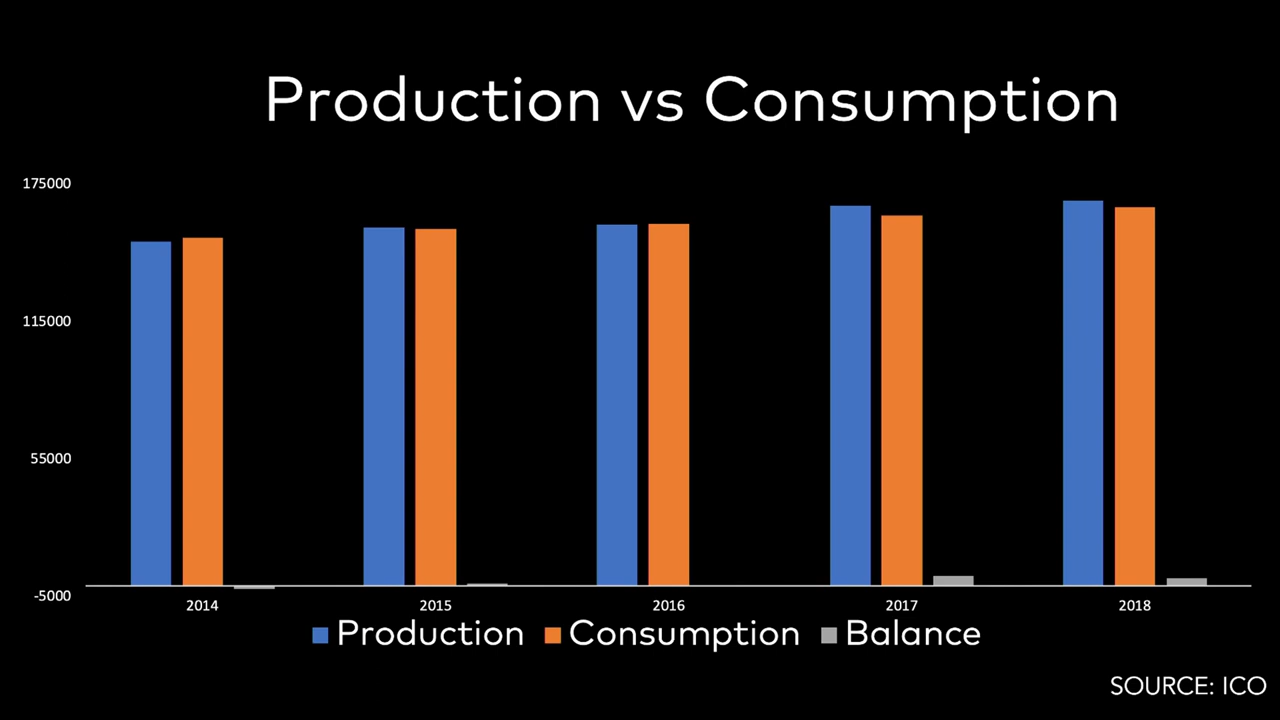 Production vs Consumption
175000
115000
55000
-5000
2014 2015 2016 2017 2018
Production Consumption Balance
SOURCE: ICO